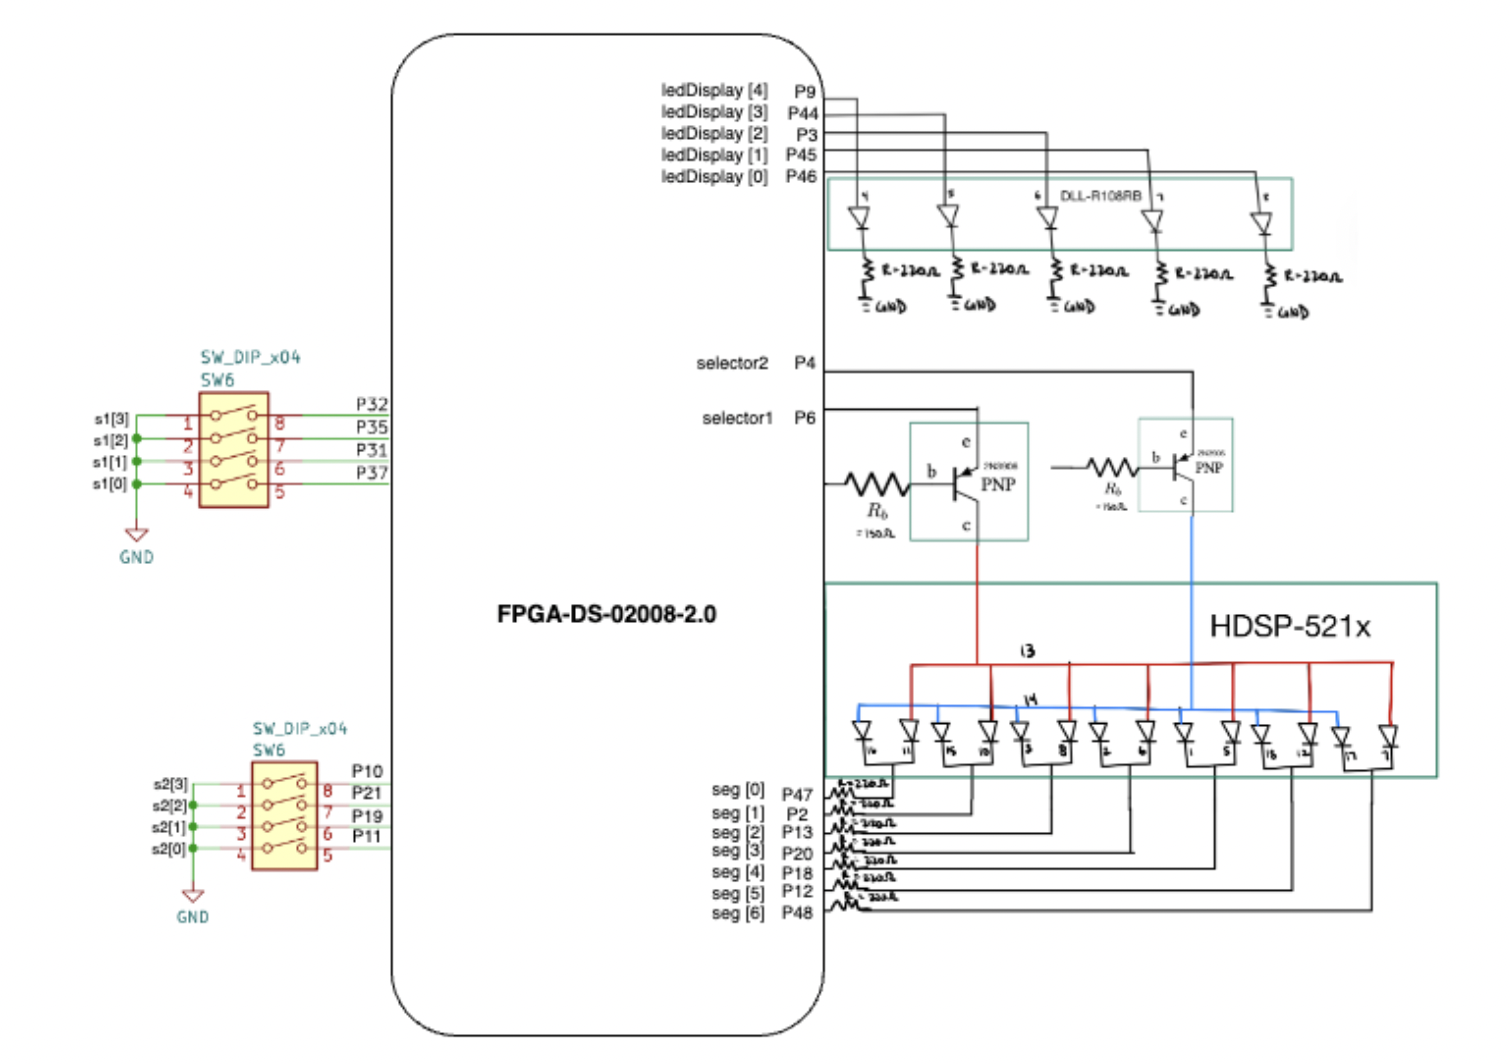 ledDisplay [4] P9
ledDisplay [3] P44
ledDisplay [2] P3
ledDisplay [1] P45
ledDisplay [0] P46
4 5 6 DLL-R108RB 7 8
R=220Ω R=220Ω R=220Ω R=220Ω R=220Ω
GND GND GND GND GND
selector2 P4
selector1 P6
e
b 2N3906
PNP
R_b
=150Ω
c
e
b 2N3906
PNP
R_b
=150Ω
c
SW_DIP_x04
SW6
s1[3] 1 8 P32
s1[2] 2 7 P35
s1[1] 3 6 P31
s1[0] 4 5 P37
GND
FPGA-DS-02008-2.0
HDSP-521x
13
14
16 11 15 10 3 8 2 6 1 5 18 12 17 7
SW_DIP_x04
SW6
s2[3] 1 8 P10
s2[2] 2 7 P21
s2[1] 3 6 P19
s2[0] 4 5 P11
GND
seg [0] P47 R=220Ω
seg [1] P2 R=220Ω
seg [2] P13 R=220Ω
seg [3] P20 R=220Ω
seg [4] P18 R=220Ω
seg [5] P12 R=220Ω
seg [6] P48 R=220Ω